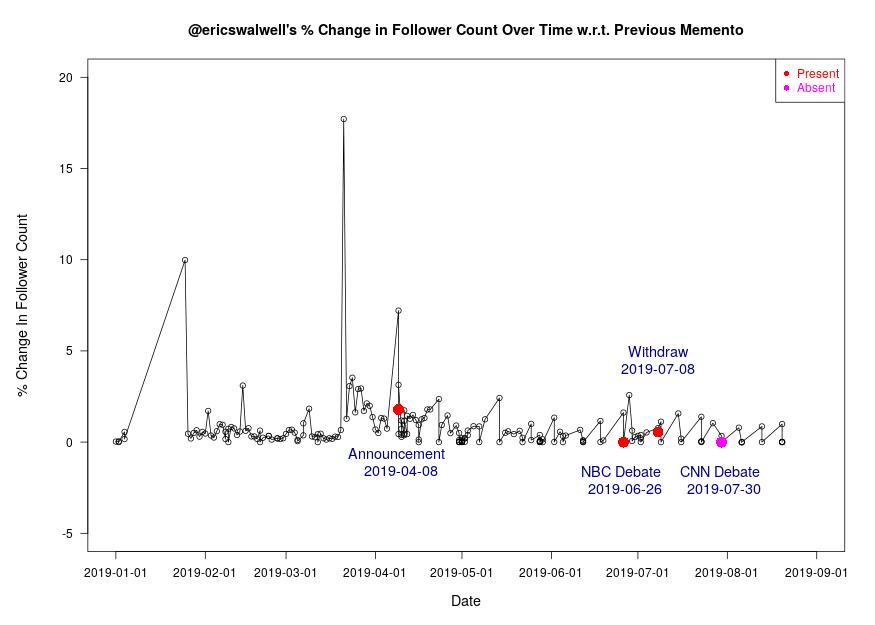 @ericswalwell's % Change in Follower Count Over Time w.r.t. Previous Memento
Present
Absent
% Change In Follower Count
20
15
10
5
0
-5
Withdraw
2019-07-08
Announcement
2019-04-08
NBC Debate
2019-06-26
CNN Debate
2019-07-30
2019-01-01
2019-02-01
2019-03-01
2019-04-01
2019-05-01
2019-06-01
2019-07-01
2019-08-01
2019-09-01
Date